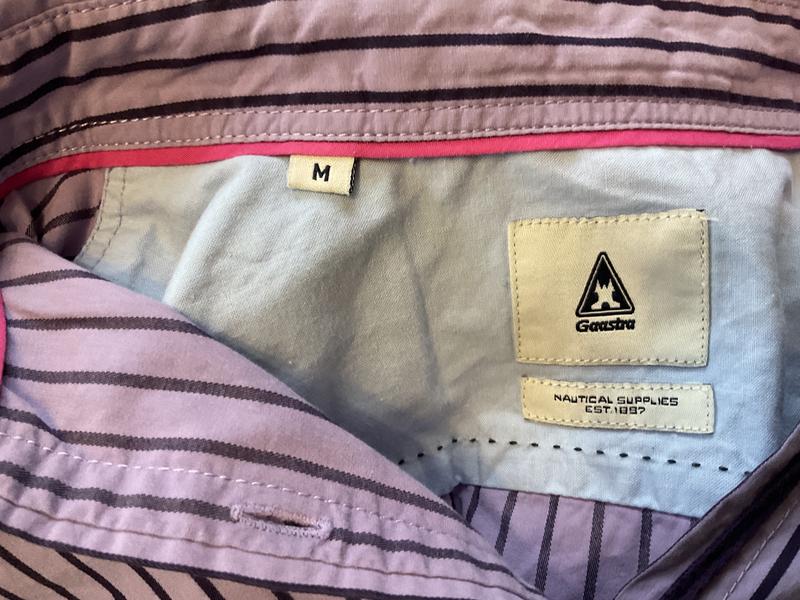 M
Gaastra
NAUTICAL SUPPLIES
EST.1897